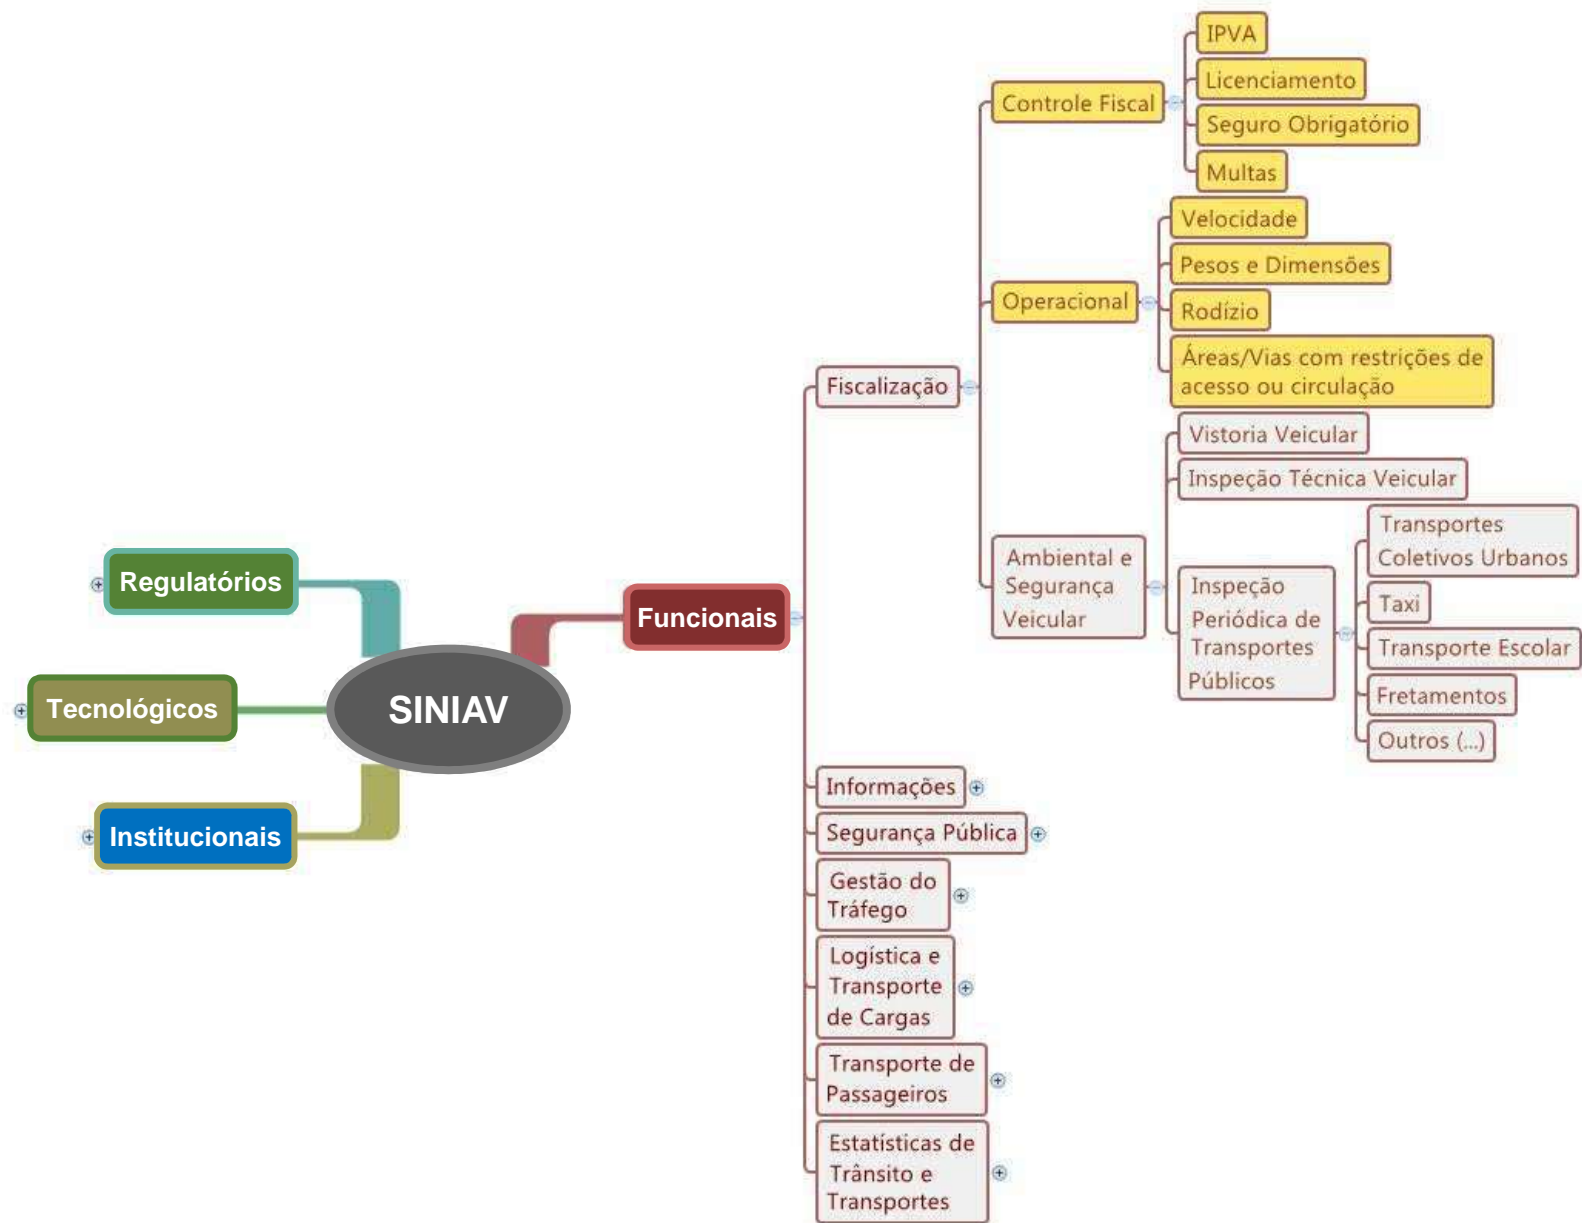 SINIAV
Regulatórios
Tecnológicos
Institucionais
Funcionais
Fiscalização
Controle Fiscal
IPVA
Licenciamento
Seguro Obrigatório
Multas
Operacional
Velocidade
Pesos e Dimensões
Rodízio
Áreas/Vias com restrições de
acesso ou circulação
Ambiental e
Segurança
Veicular
Vistoria Veicular
Inspeção Técnica Veicular
Inspeção
Periódica de
Transportes
Públicos
Transportes
Coletivos Urbanos
Taxi
Transporte Escolar
Fretamentos
Outros (...)
Informações
Segurança Pública
Gestão do
Tráfego
Logística e
Transporte
de Cargas
Transporte de
Passageiros
Estatísticas de
Trânsito e
Transportes